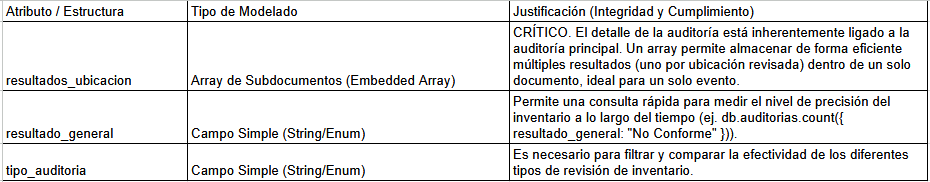 Atributo / Estructura Tipo de Modelado Justificación (Integridad y Cumplimiento)
CRÍTICO. El detalle de la auditoría está inherentemente ligado a la
auditoría principal. Un array permite almacenar de forma eficiente
múltiples resultados (uno por ubicación revisada) dentro de un solo
resultados_ubicacion Array de Subdocumentos (Embedded Array) documento, ideal para un solo evento.
Permite una consulta rápida para medir el nivel de precisión del
inventario a lo largo del tiempo (ej. db.auditorias.count({
resultado_general Campo Simple (String/Enum) resultado_general: "No Conforme" })).
Es necesario para filtrar y comparar la efectividad de los diferentes
tipo_auditoria Campo Simple (String/Enum) tipos de revisión de inventario.